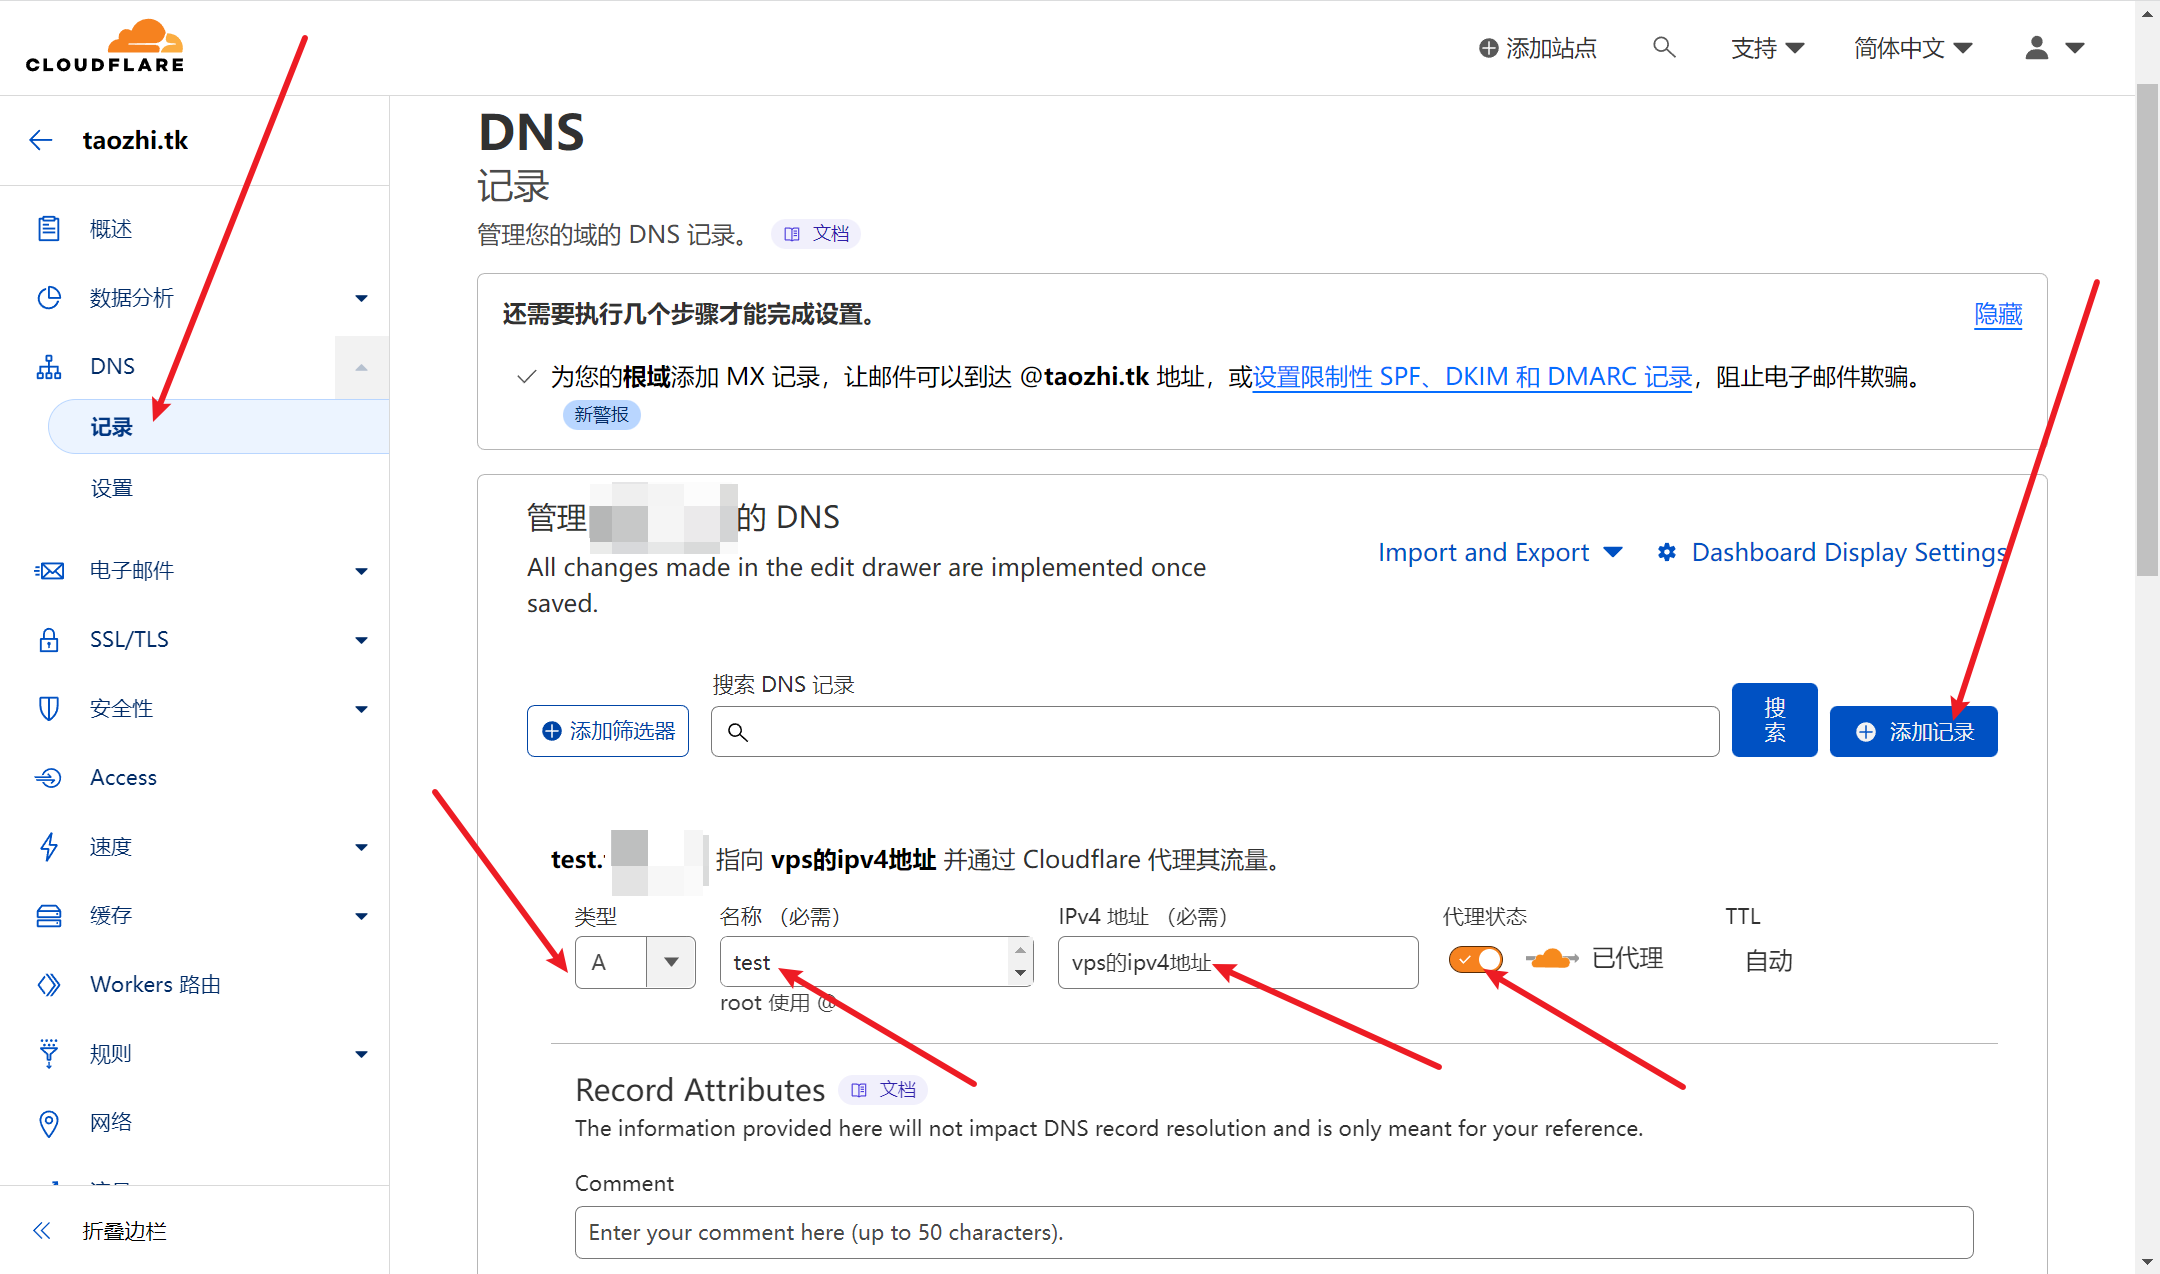 CLOUDFLARE
添加站点
支持
简体中文
taozhi.tk
概述
数据分析
DNS
记录
设置
电子邮件
SSL/TLS
安全性
Access
速度
缓存
Workers 路由
规则
网络
折叠边栏
DNS
记录
管理您的域的 DNS 记录。 文档
还需要执行几个步骤才能完成设置。 隐藏
为您的根域添加 MX 记录，让邮件可以到达 @taozhi.tk 地址，或设置限制性 SPF、DKIM 和 DMARC 记录，阻止电子邮件欺骗。
新警报
管理 的 DNS
All changes made in the edit drawer are implemented once
saved.
Import and Export Dashboard Display Settings
搜索 DNS 记录
添加筛选器
搜
索
添加记录
test. 指向 vps的ipv4地址 并通过 Cloudflare 代理其流量。
类型 名称 （必需） IPv4 地址 （必需） 代理状态 TTL
A test vps的ipv4地址 已代理 自动
root 使用 @
Record Attributes 文档
The information provided here will not impact DNS record resolution and is only meant for your reference.
Comment
Enter your comment here (up to 50 characters).